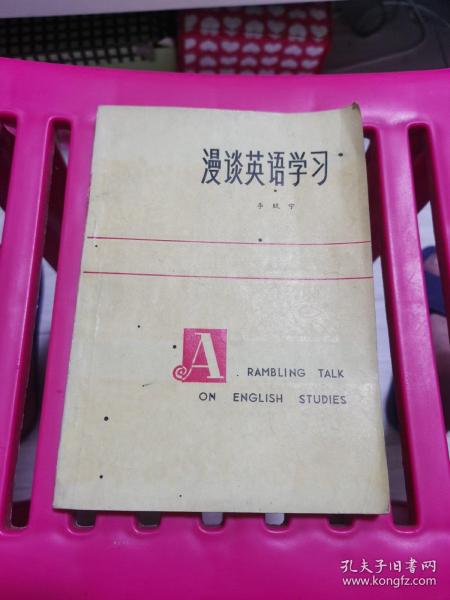 漫谈英语学习
李赋宁
A RAMBLING TALK
ON ENGLISH STUDIES
孔夫子旧书网
www.kongfz.com